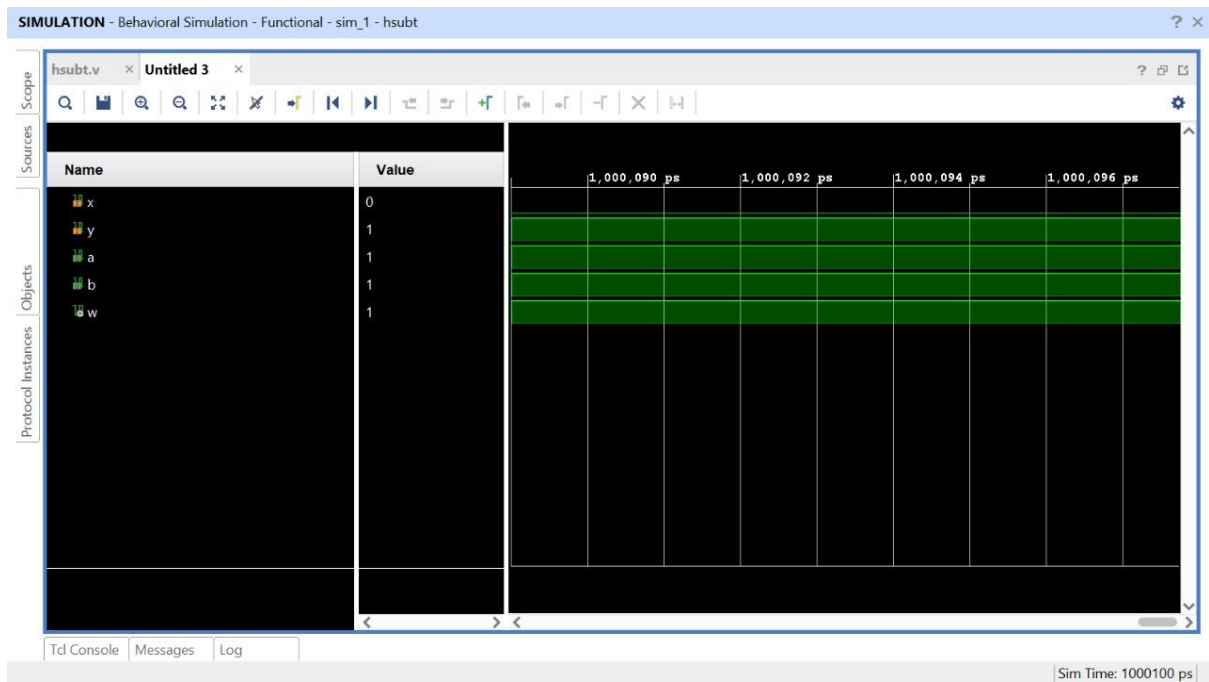 SIMULATION - Behavioral Simulation - Functional - sim_1 - hsubt
hsubt.v Untitled 3
Scope
Sources
Objects
Protocol Instances
Name Value
1,000,090 ps 1,000,092 ps 1,000,094 ps 1,000,096 ps
x 0
y 1
a 1
b 1
w 1
Tcl Console Messages Log
Sim Time: 1000100 ps